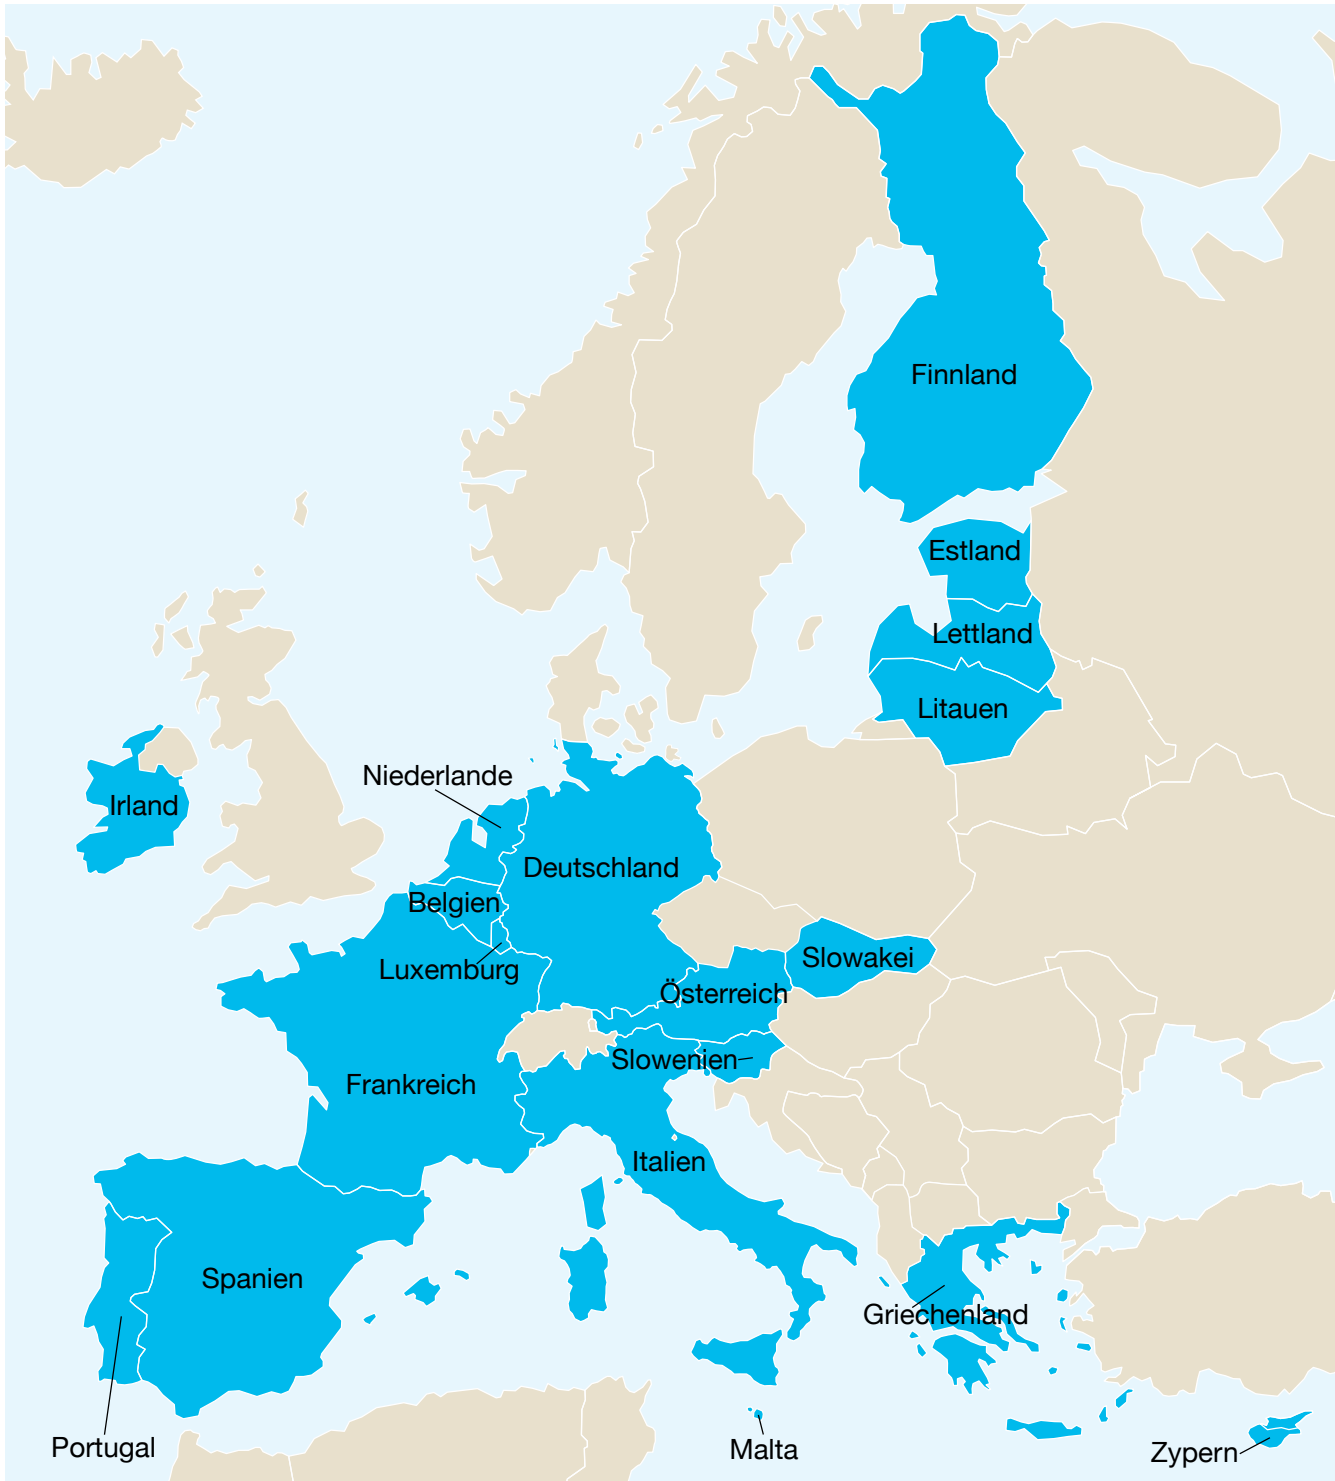 Finnland
Estland
Lettland
Litauen
Niederlande
Irland
Deutschland
Belgien
Slowakei
Luxemburg
Österreich
Slowenien
Frankreich
Italien
Spanien
Griechenland
Portugal
Malta
Zypern